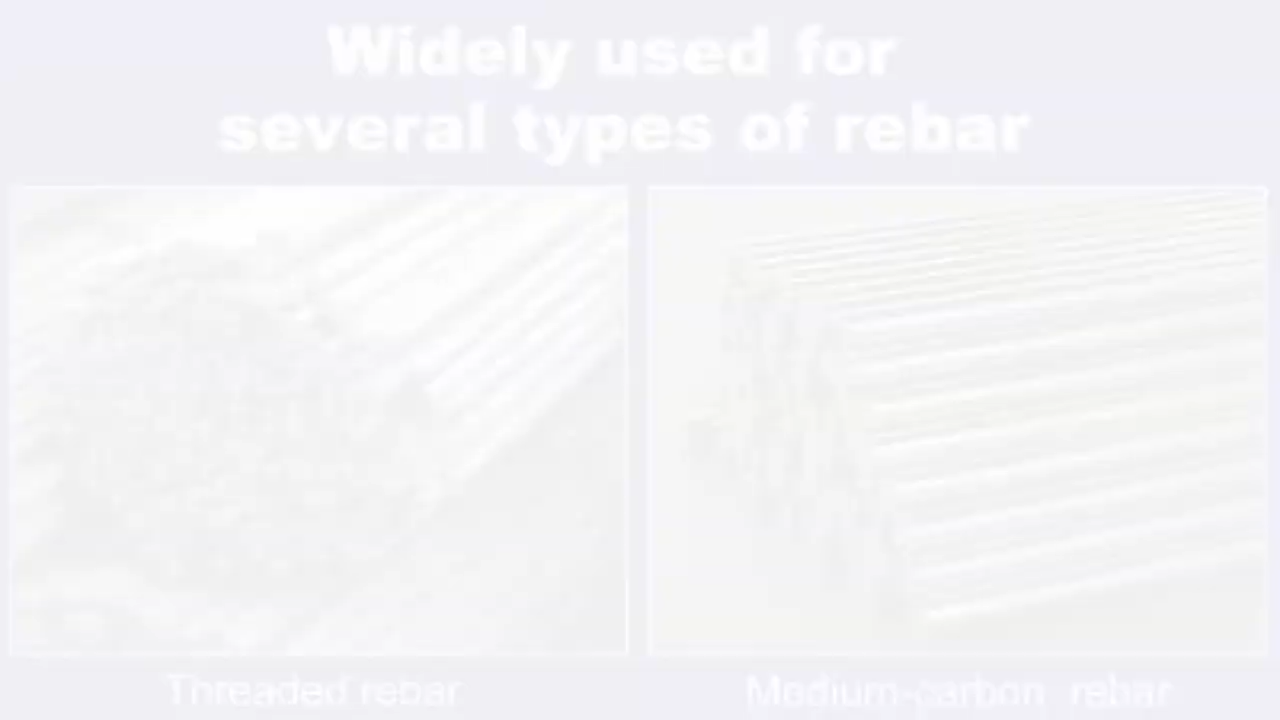 Widely used for
several types of rebar
Threaded rebar
Medium-carbon rebar